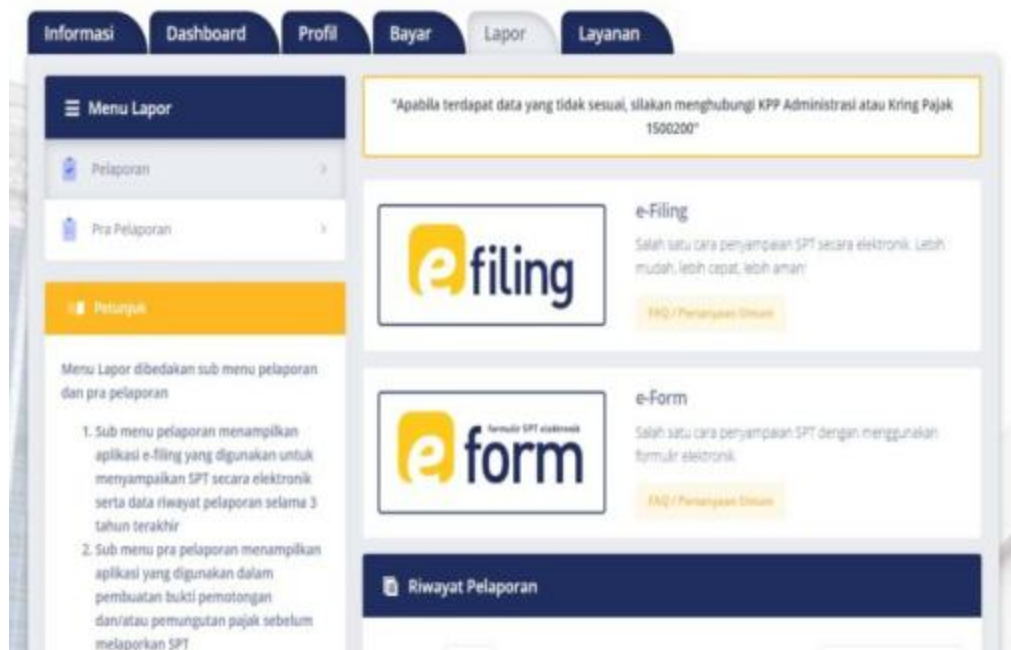 Informasi
Dashboard
Profil
Bayar
Lapor
Layanan
Menu Lapor
Pelaporan
Pra Pelaporan
Petunjuk
Menu Lapor dibedakan sub menu pelaporan
dan pra pelaporan
1. Sub menu pelaporan menampilkan
aplikasi e-filing yang digunakan untuk
menyampaikan SPT secara elektronik
serta data riwayat pelaporan selama 3
tahun terakhir
2. Sub menu pra pelaporan menampilkan
aplikasi yang digunakan dalam
pembuatan bukti pemotongan
dan/atau pemungutan pajak sebelum
melaporkan SPT
"Apabila terdapat data yang tidak sesuai, silakan menghubungi KPP Administrasi atau Kring Pajak
1500200"
e filing
e-Filing
Salah satu cara penyampaian SPT secara elektronik. Lebih
mudah, lebih cepat, lebih aman!
FAQ / Pertanyaan Umum
formulir SPT elektronik
e form
e-Form
Salah satu cara penyampaian SPT dengan menggunakan
formulir elektronik.
FAQ / Pertanyaan Umum
Riwayat Pelaporan